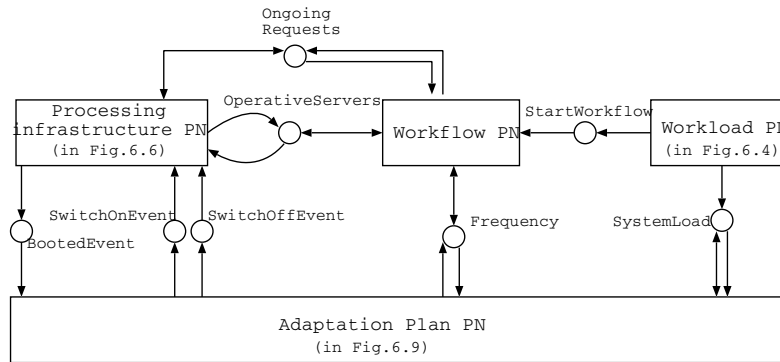 Ongoing
Requests
Processing
infrastructure PN
(in Fig.6.6)
OperativeServers
Workflow PN
StartWorkflow
Workload PN
(in Fig.6.4)
SwitchOnEvent
SwitchOffEvent
BootedEvent
Frequency
SystemLoad
Adaptation Plan PN
(in Fig.6.9)